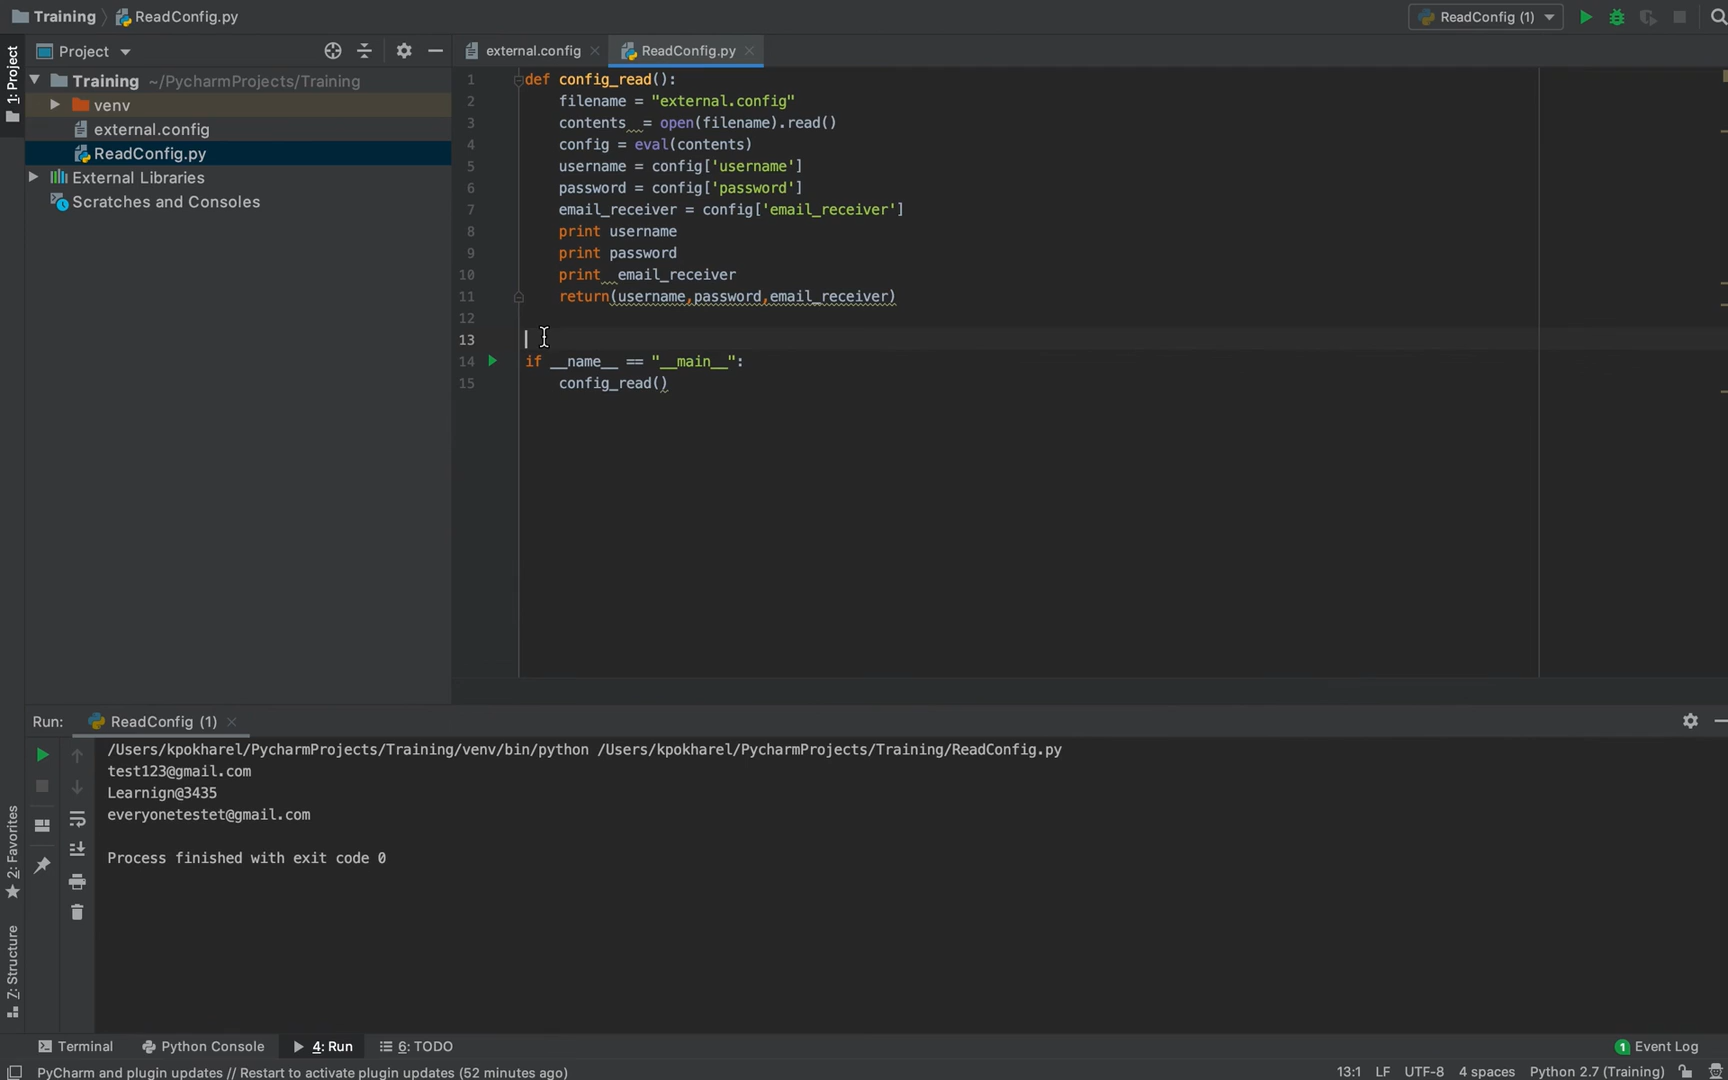 Training ReadConfig.py ReadConfig (1)
1: Project
Project
external.config ReadConfig.py
Training ~/PycharmProjects/Training
venv
external.config
ReadConfig.py
External Libraries
Scratches and Consoles
1 def config_read():
2 filename = "external.config"
3 contents  = open(filename).read()
4 config = eval(contents)
5 username = config['username']
6 password = config['password']
7 email_receiver = config['email_receiver']
8 print username
9 print password
10 print  email_receiver
11 return(username,password,email_receiver)
12
13
14 if __name__ == "__main__":
15 config_read()
Run: ReadConfig (1)
/Users/kpokharel/PycharmProjects/Training/venv/bin/python /Users/kpokharel/PycharmProjects/Training/ReadConfig.py
test123@gmail.com
Learnign@3435
everyonetestet@gmail.com
Process finished with exit code 0
2: Favorites
Z: Structure
Terminal Python Console 4: Run 6: TODO 1 Event Log
PyCharm and plugin updates // Restart to activate plugin updates (52 minutes ago) 13:1 LF UTF-8 4 spaces Python 2.7 (Training)